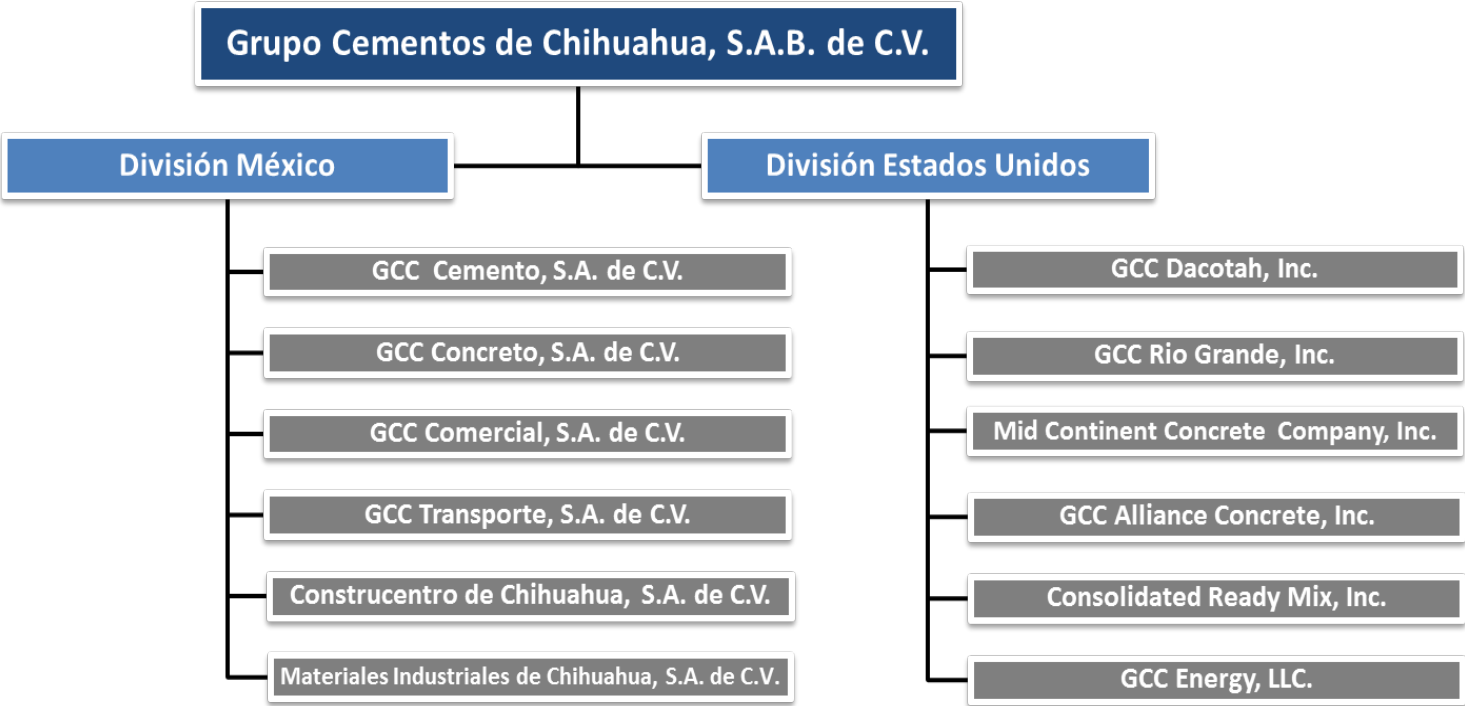 Grupo Cementos de Chihuahua, S.A.B. de C.V.
División México
División Estados Unidos
GCC Cemento, S.A. de C.V.
GCC Concreto, S.A. de C.V.
GCC Comercial, S.A. de C.V.
GCC Transporte, S.A. de C.V.
Construcentro de Chihuahua, S.A. de C.V.
Materiales Industriales de Chihuahua, S.A. de C.V.
GCC Dacotah, Inc.
GCC Rio Grande, Inc.
Mid Continent Concrete Company, Inc.
GCC Alliance Concrete, Inc.
Consolidated Ready Mix, Inc.
GCC Energy, LLC.